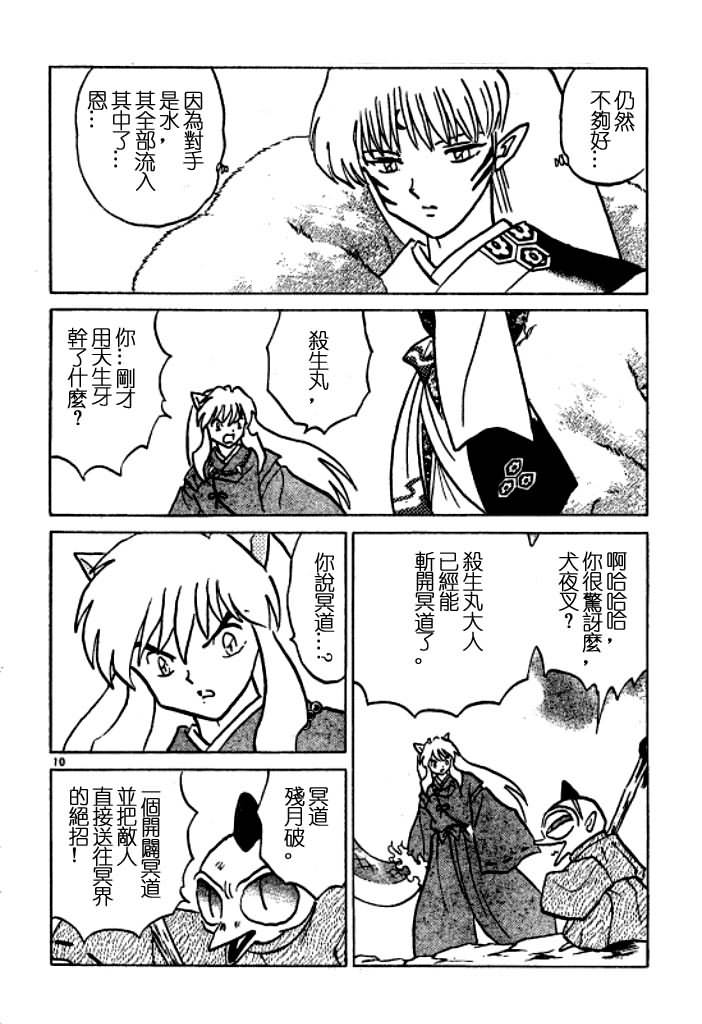 仍然
不夠好…
因為對手
是水，
其全部流入
其中了…
恩…
殺生丸，
你…剛才
用天生牙
幹了什麼？
啊哈哈哈，
你很驚訝麼，
犬夜叉？
殺生丸大人
已經能
斬開冥道了。
你說冥道…？
10
冥道
殘月破。
一個開闢冥道
並把敵人
直接送往冥界
的絕招！